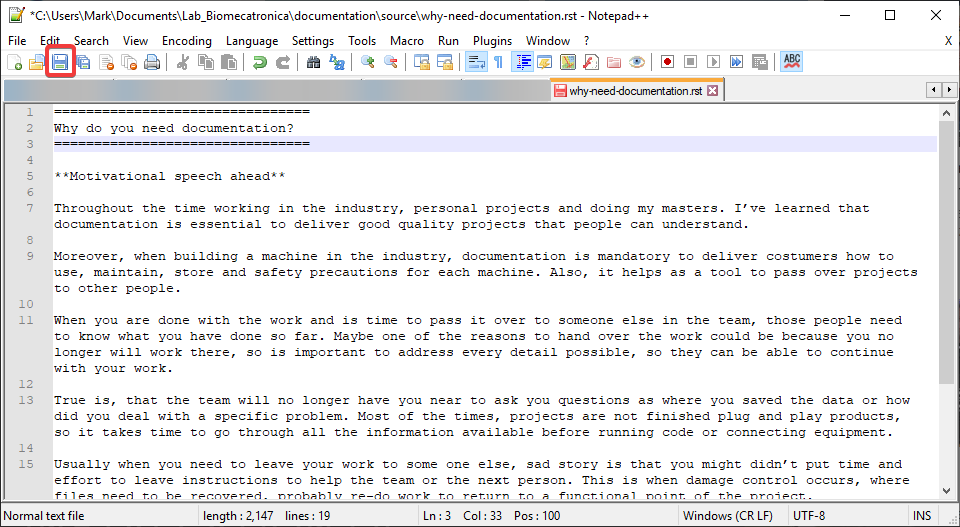 *C:\Users\Mark\Documents\Lab_Biomecatronica\documentation\source\why-need-documentation.rst - Notepad++
File Edit Search View Encoding Language Settings Tools Macro Run Plugins Window ? X
ABC
why-need-documentation.rst
1 ================================
2 Why do you need documentation?
3 ================================
4
5 **Motivational speech ahead**
6
7 Throughout the time working in the industry, personal projects and doing my masters. I’ve learned that
documentation is essential to deliver good quality projects that people can understand.
8
9 Moreover, when building a machine in the industry, documentation is mandatory to deliver costumers how to
use, maintain, store and safety precautions for each machine. Also, it helps as a tool to pass over projects
to other people.
10
11 When you are done with the work and is time to pass it over to someone else in the team, those people need
to know what you have done so far. Maybe one of the reasons to hand over the work could be because you no
longer will work there, so is important to address every detail possible, so they can be able to continue
with your work.
12
13 True is, that the team will no longer have you near to ask you questions as where you saved the data or how
did you deal with a specific problem. Most of the times, projects are not finished plug and play products,
so it takes time to go through all the information available before running code or connecting equipment.
14
15 Usually when you need to leave your work to some one else, sad story is that you might didn’t put time and
effort to leave instructions to help the team or the next person. This is when damage control occurs, where
files need to be recovered, probably re-do work to return to a functional point of the project.
Normal text file length : 2,147 lines : 19 Ln : 3 Col : 33 Pos : 100 Windows (CR LF) UTF-8 INS